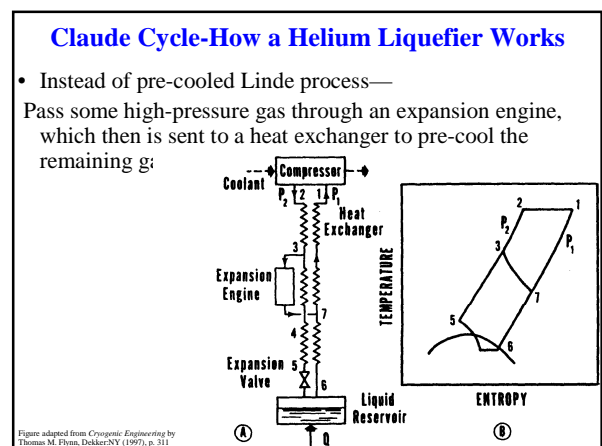 Claude Cycle-How a Helium Liquefier Works
• Instead of pre-cooled Linde process—
Pass some high-pressure gas through an expansion engine,
which then is sent to a heat exchanger to pre-cool the
remaining
Compressor
Coolant
P2 2 1 P1
Heat
Exchanger
3
Expansion
Engine
7
4
5
Expansion
Valve
6
Liquid
Reservoir
A
Q
TEMPERATURE
2 1
P2
P1
3
7
5
6
ENTROPY
B
Figure adapted from Cryogenic Engineering by
Thomas M. Flynn, Dekker:NY (1997), p. 311